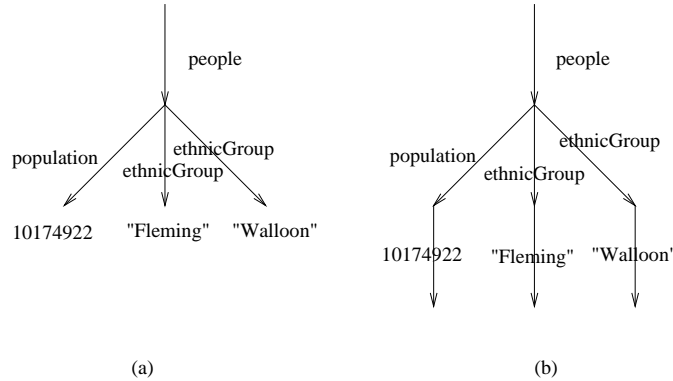 people
population
ethnicGroup
ethnicGroup
10174922
"Fleming"
"Walloon"
(a)
people
population
ethnicGroup
ethnicGroup
10174922
"Fleming"
"Walloon'
(b)